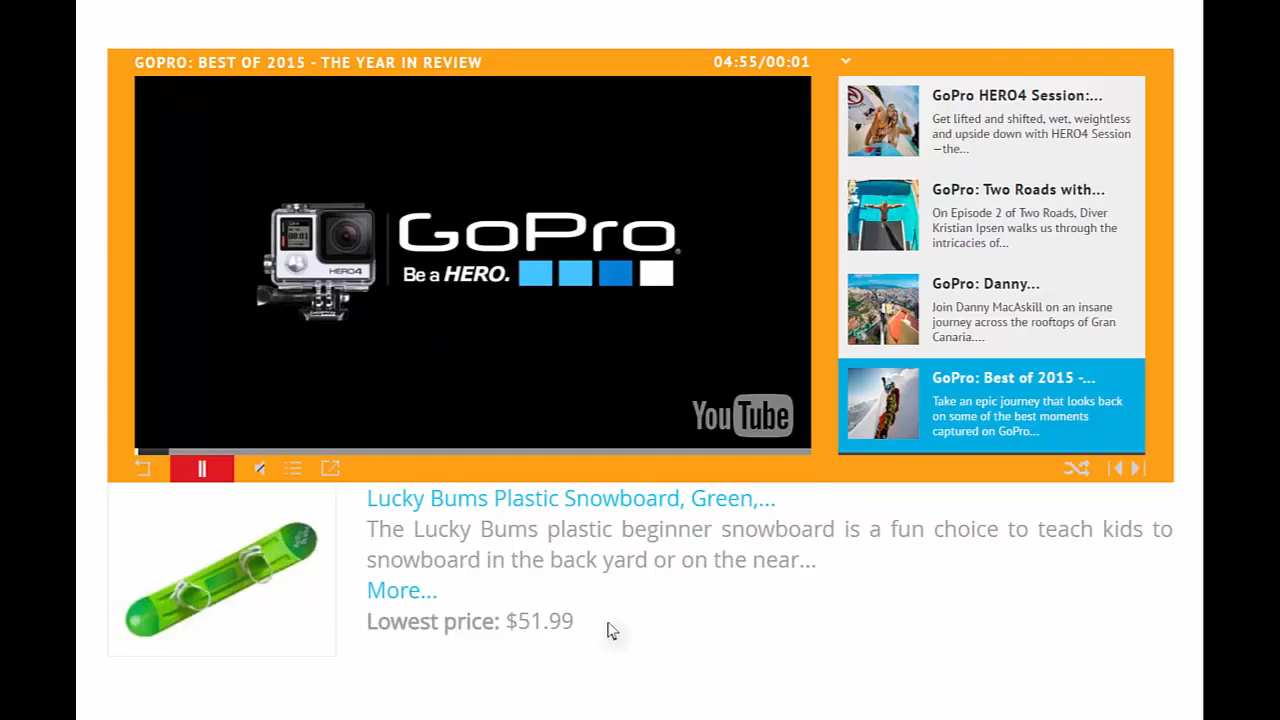 GOPRO: BEST OF 2015 - THE YEAR IN REVIEW
04:55/00:01
GoPro
Be a HERO.
HERO4
YouTube
GoPro HERO4 Session:...
Get lifted and shifted, wet, weightless
and upside down with HERO4 Session
—the...
GoPro: Two Roads with...
On Episode 2 of Two Roads, Diver
Kristian Ipsen walks us through the
intricacies of...
GoPro: Danny...
Join Danny MacAskill on an insane
journey across the rooftops of Gran
Canaria....
GoPro: Best of 2015 -...
Take an epic journey that looks back
on some of the best moments
captured on GoPro...
Lucky Bums Plastic Snowboard, Green,...
The Lucky Bums plastic beginner snowboard is a fun choice to teach kids to
snowboard in the back yard or on the near...
More...
Lowest price: $51.99